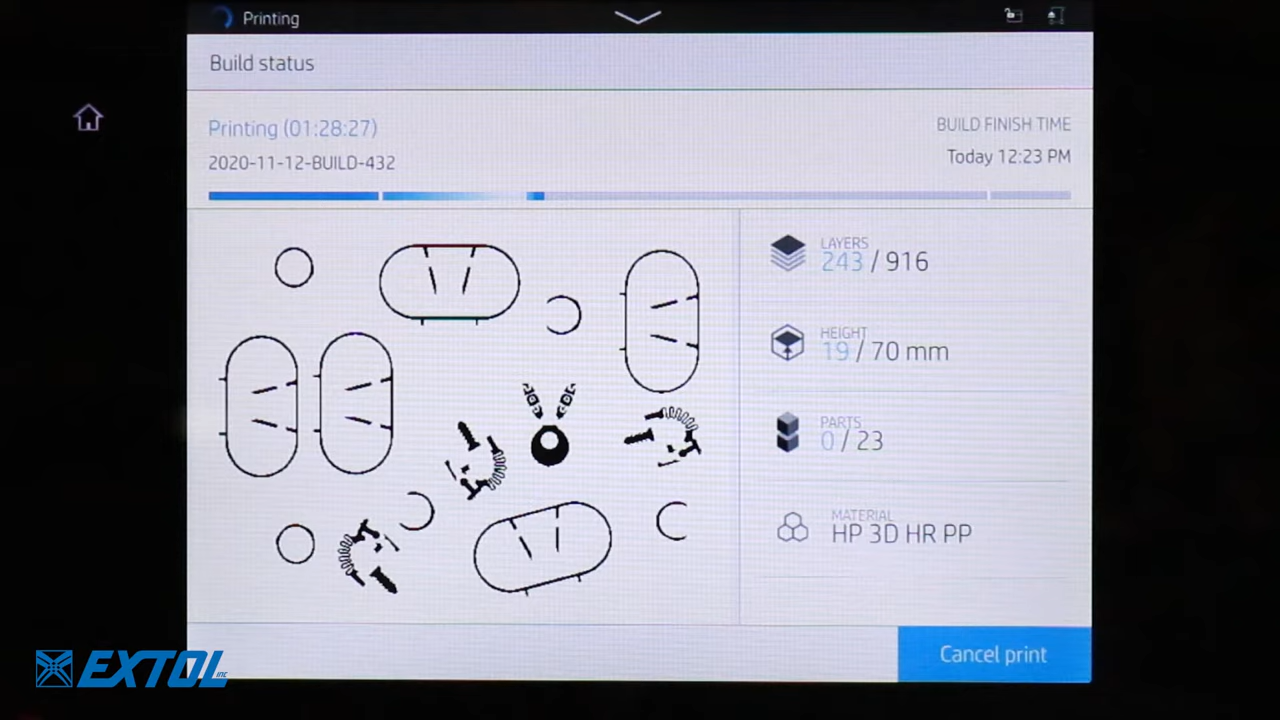 Printing
Build status
Printing (01:28:27)
2020-11-12-BUILD-432
BUILD FINISH TIME
Today 12:23 PM
LAYERS
243 / 916
HEIGHT
19 / 70 mm
PARTS
0 / 23
MATERIAL
HP 3D HR PP
Cancel print
EXTOL INC